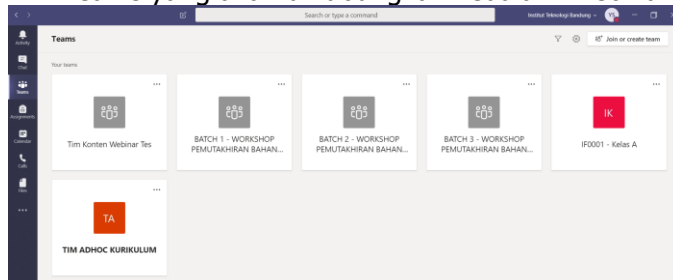 Search or type a command
Institut Teknologi Bandung
YS
Activity
Chat
Teams
Assignments
Calendar
Calls
Files
Teams
Join or create team
Your teams
Tim Konten Webinar Tes
BATCH 1 - WORKSHOP
PEMUTAKHIRAN BAHAN...
BATCH 2 - WORKSHOP
PEMUTAKHIRAN BAHAN...
BATCH 3 - WORKSHOP
PEMUTAKHIRAN BAHAN...
IK
IF0001 - Kelas A
TA
TIM ADHOC KURIKULUM